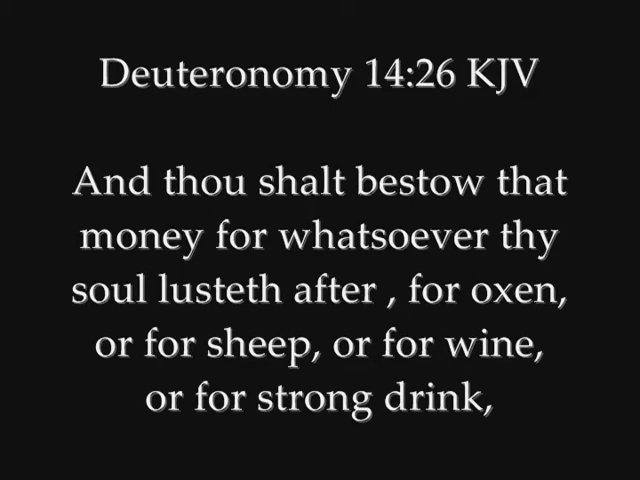 Deuteronomy 14:26 KJV
And thou shalt bestow that
money for whatsoever thy
soul lusteth after , for oxen,
or for sheep, or for wine,
or for strong drink,